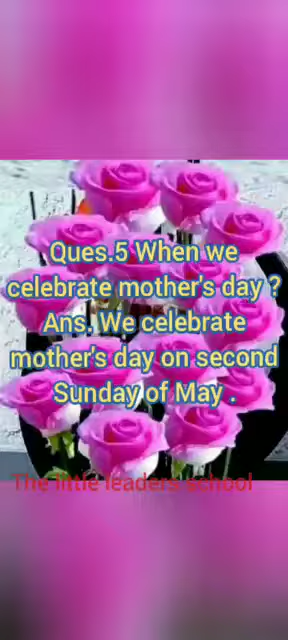 Ques.5 When we
celebrate mother's day ?
Ans. We celebrate
mother's day on second
Sunday of May .
The little leaders school